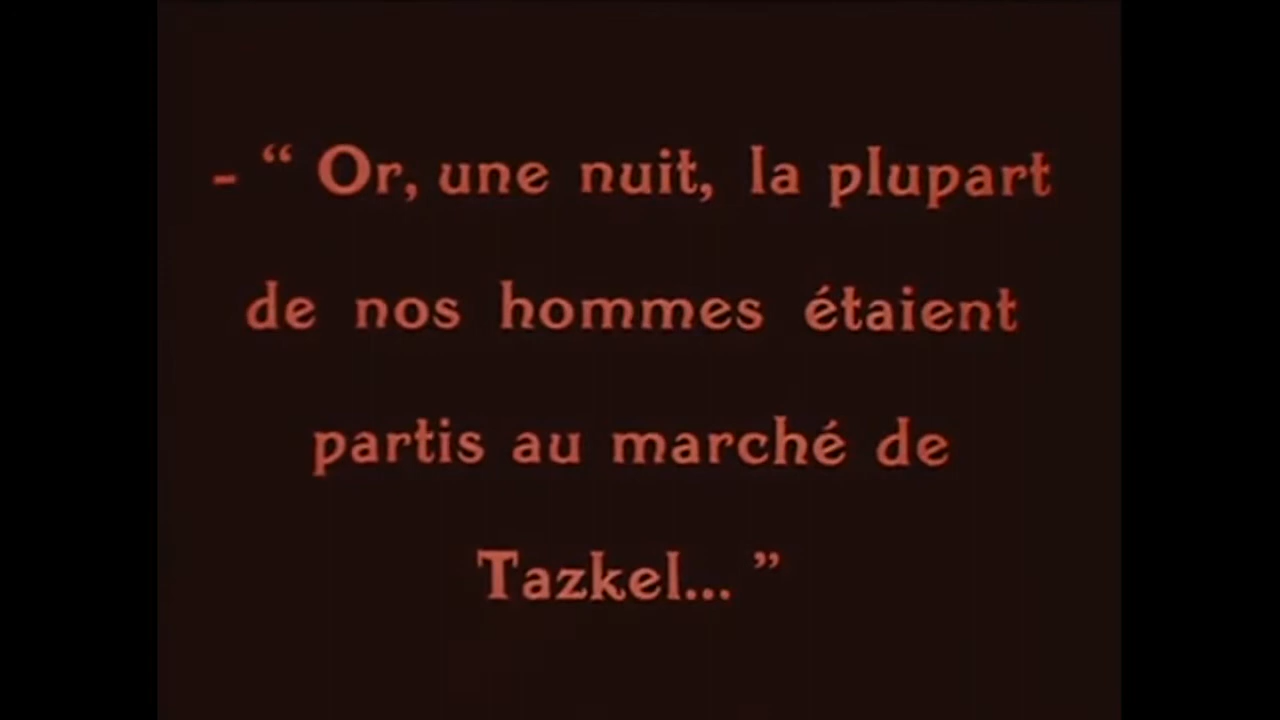 - “ Or, une nuit, la plupart
de nos hommes étaient
partis au marché de
Tazkel... ”